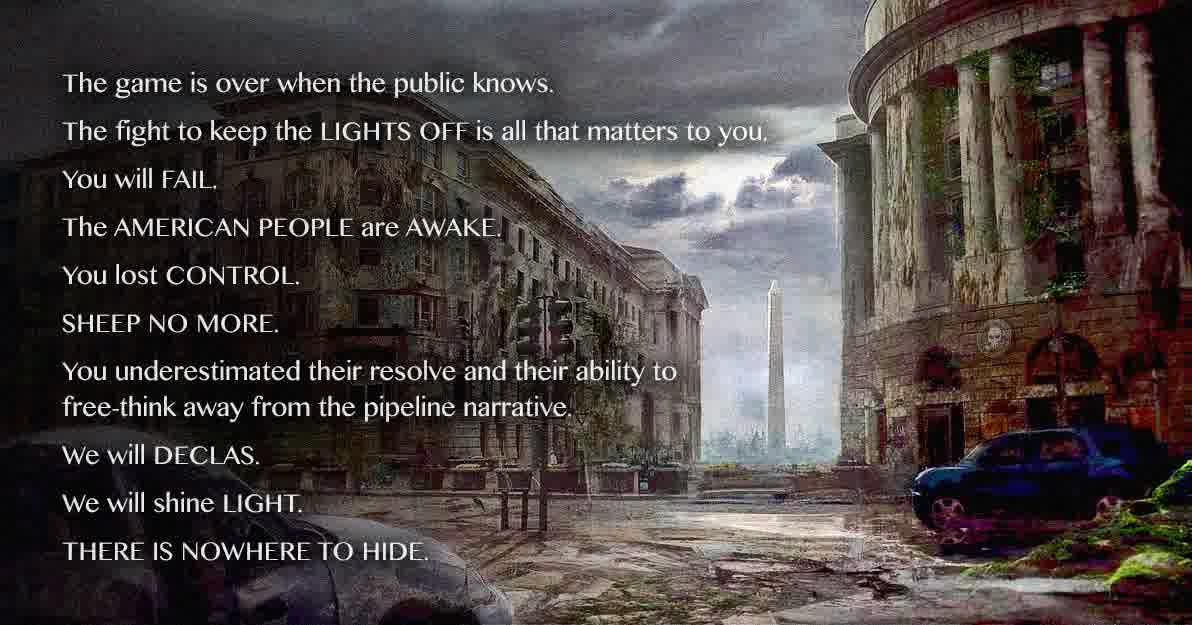 The game is over when the public knows.
The fight to keep the LIGHTS OFF is all that matters to you.
You will FAIL.
The AMERICAN PEOPLE are AWAKE.
You lost CONTROL.
SHEEP NO MORE.
You underestimated their resolve and their ability to
free-think away from the pipeline narrative.
We will DECLAS.
We will shine LIGHT.
THERE IS NOWHERE TO HIDE.